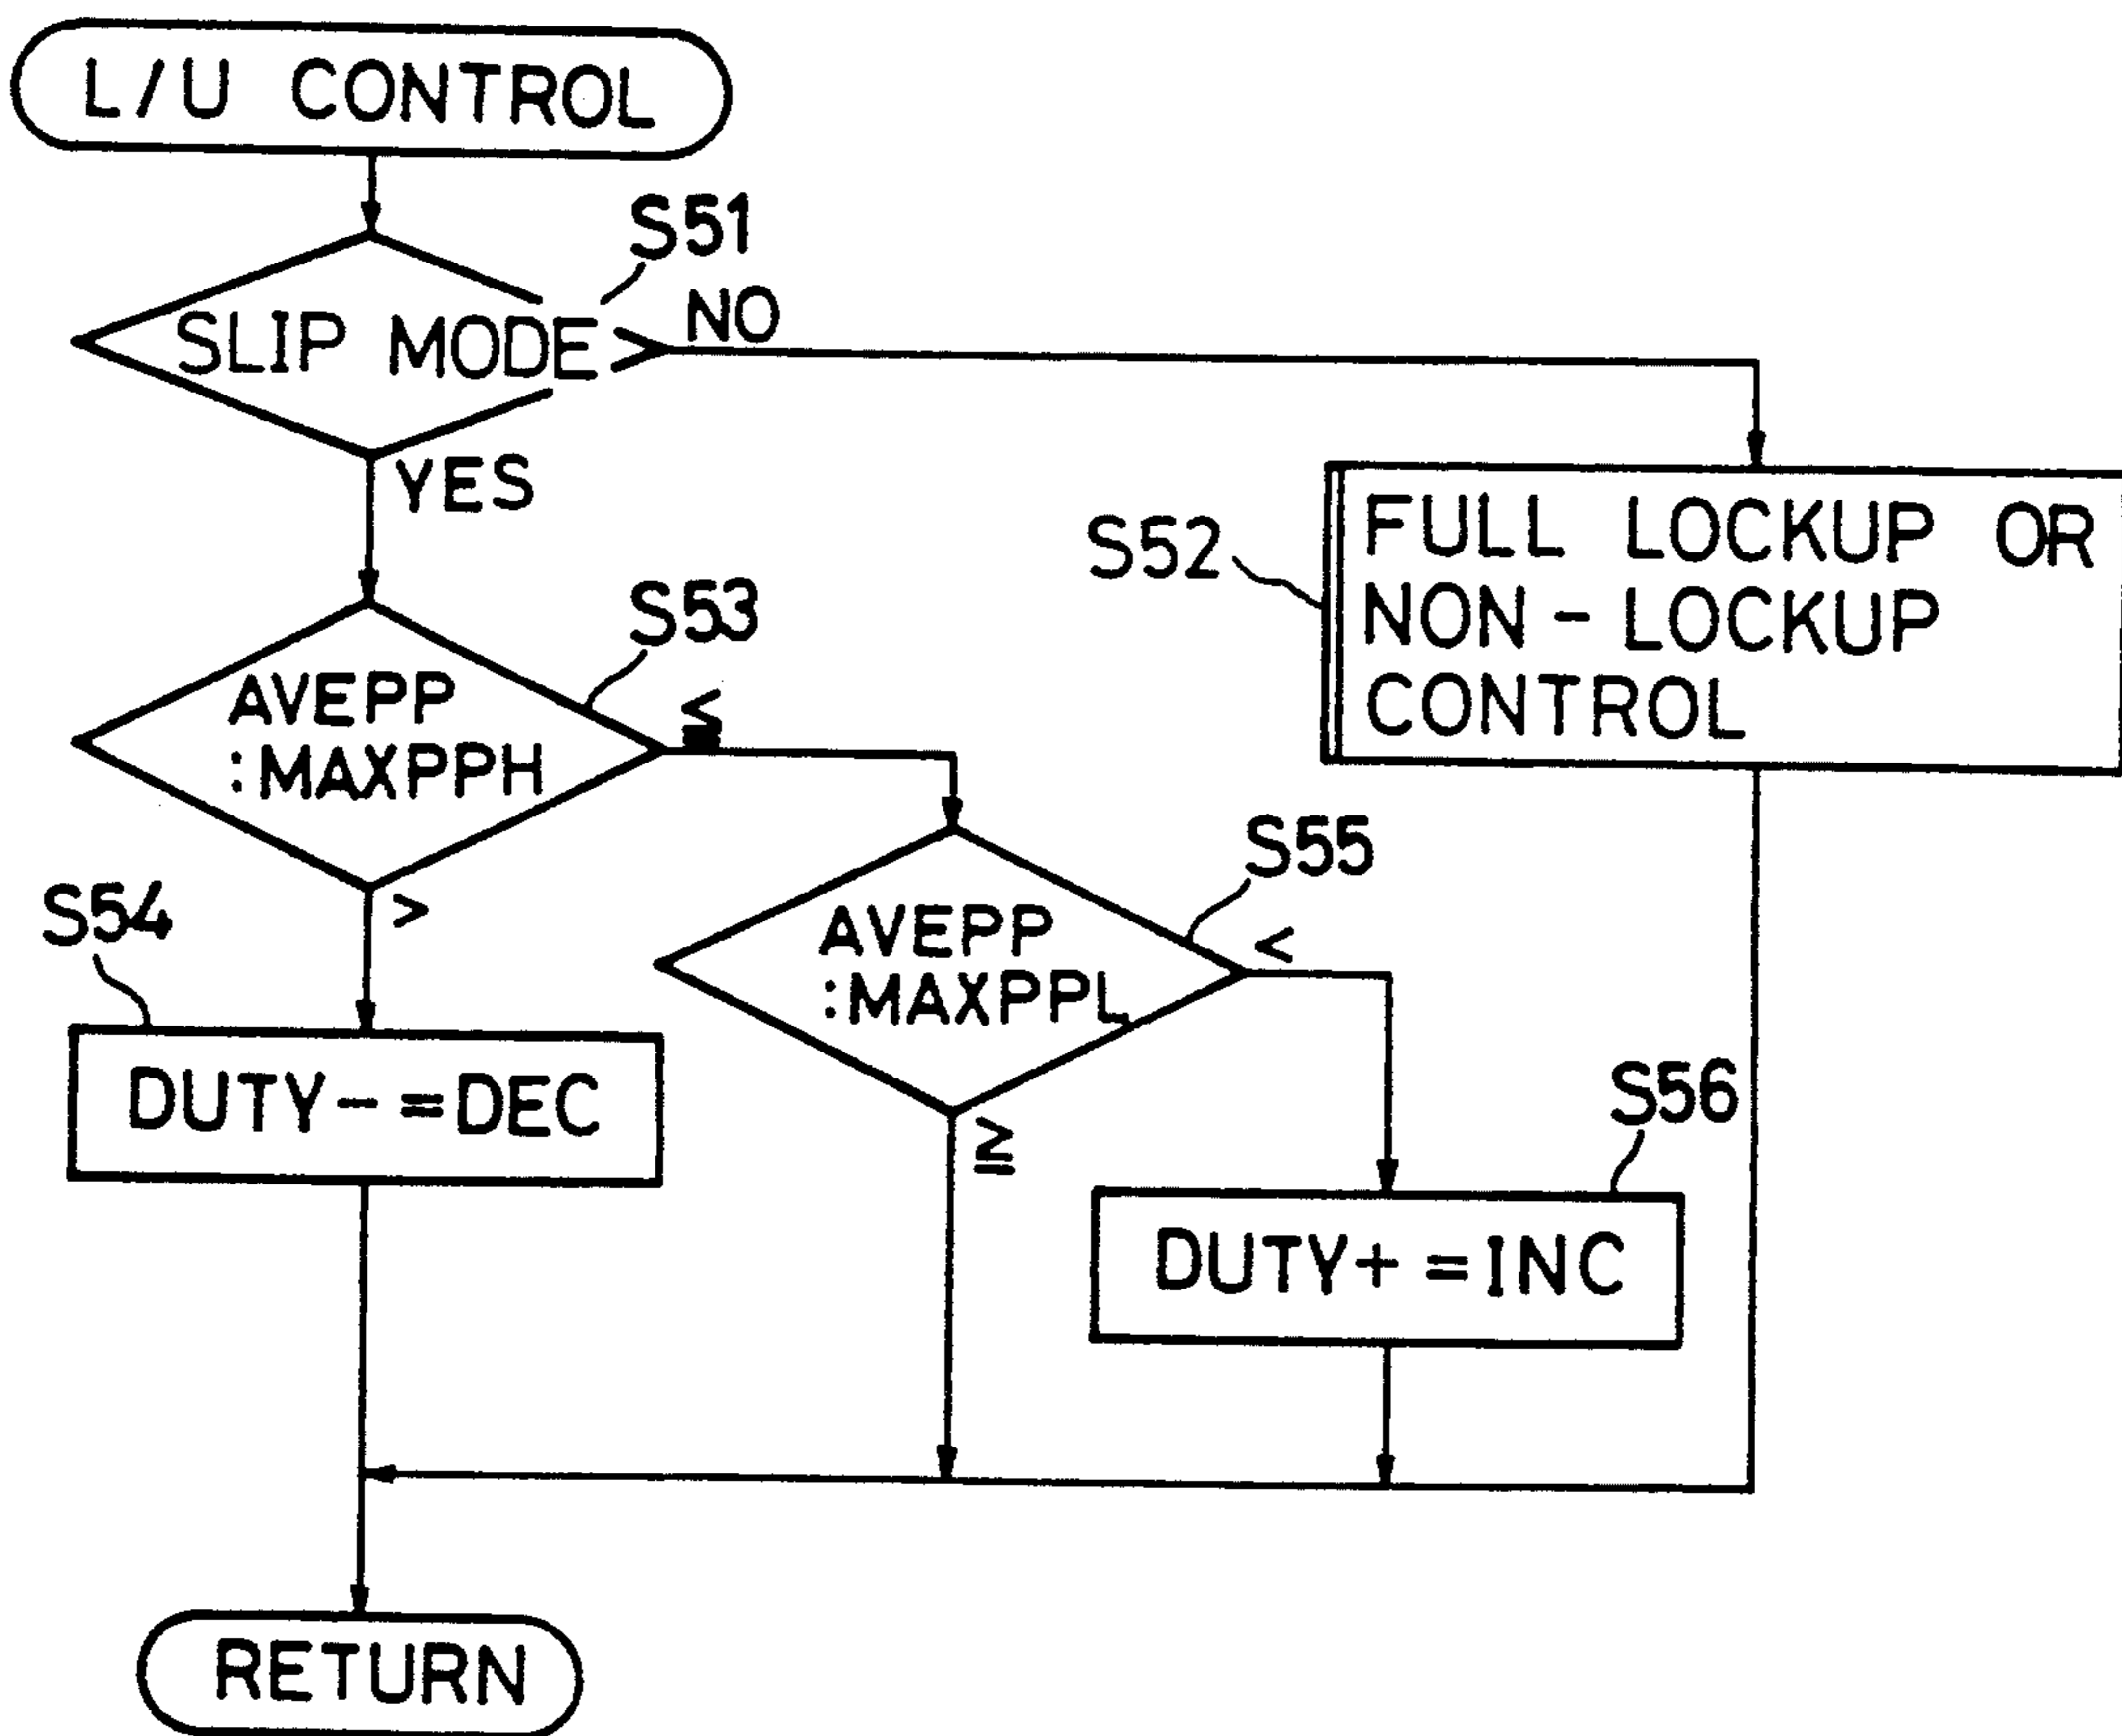 L/U CONTROL
S51
SLIP MODE
NO
YES
S52
FULL LOCKUP OR
NON-LOCKUP
CONTROL
S53
AVEPP
:MAXPPH
≦
>
S54
DUTY-=DEC
S55
AVEPP
:MAXPPL
<
≧
S56
DUTY+=INC
RETURN